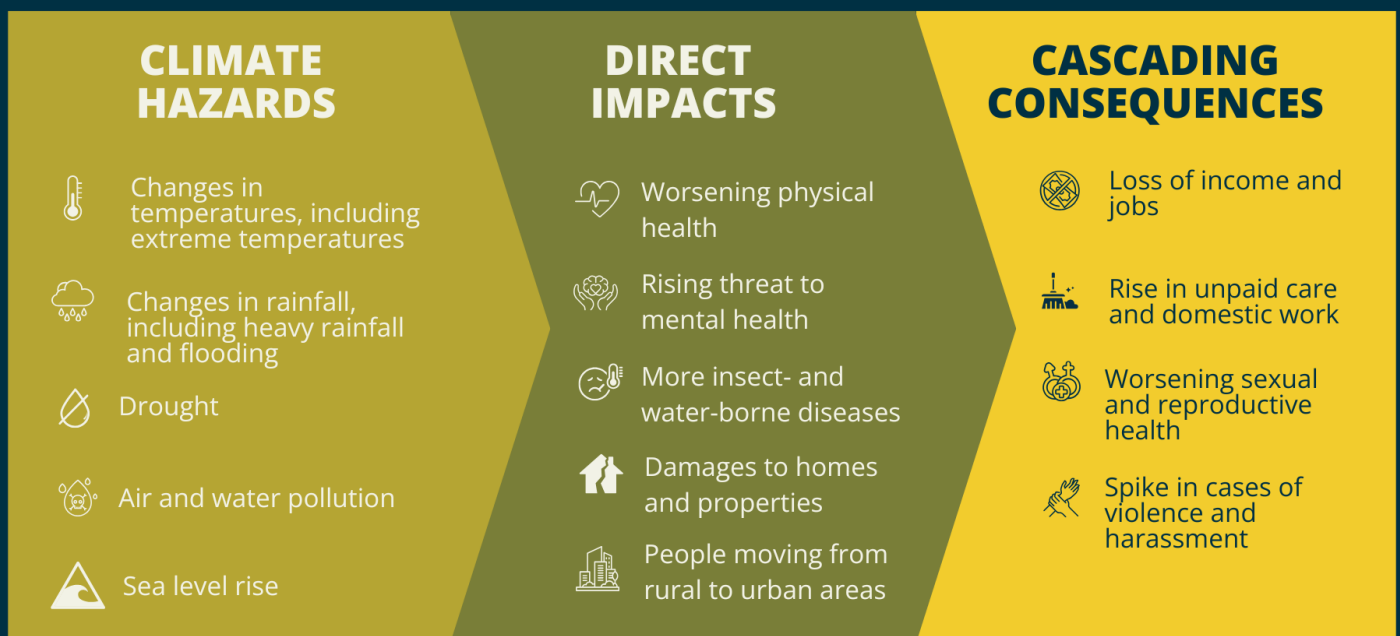 CLIMATE
HAZARDS
Changes in
temperatures, including
extreme temperatures
Changes in rainfall,
including heavy rainfall
and flooding
Drought
Air and water pollution
Sea level rise
DIRECT
IMPACTS
Worsening physical
health
Rising threat to
mental health
More insect- and
water-borne diseases
Damages to homes
and properties
People moving from
rural to urban areas
CASCADING
CONSEQUENCES
Loss of income and
jobs
Rise in unpaid care
and domestic work
Worsening sexual
and reproductive
health
Spike in cases of
violence and
harassment